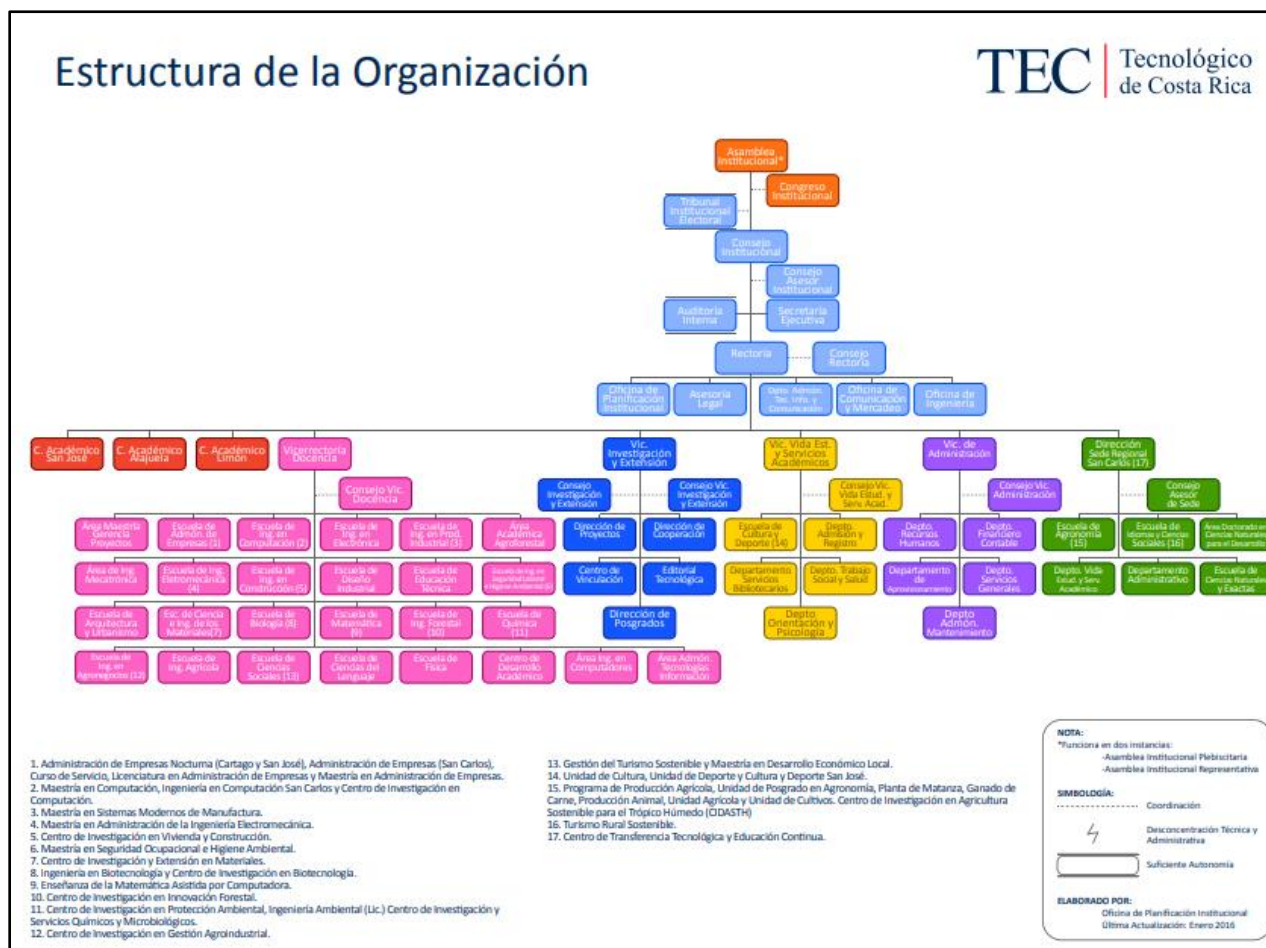 Estructura de la Organización
TEC
Tecnológico
de Costa Rica
Asamblea
Institucional*
Congreso
Institucional
Tribunal
Institucional
Electoral
Consejo
Institucional
Consejo
Asesor
Institucional
Auditoría
Interna
Secretaría
Ejecutiva
Rectoría
Consejo
Rectoría
Oficina de
Planificación
Institucional
Asesoría
Legal
Dpto. Admón.
Tec. Info. y
Comunicación
Oficina de
Comunicación
y Mercadeo
Oficina de
Ingeniería
C. Académico
San José
C. Académico
Alajuela
C. Académico
Limón
Vicerrectoría
Docencia
Vic.
Investigación
y Extensión
Vic. Vida Est.
y Servicios
Académicos
Vic. de
Administración
Dirección
Sede Regional
San Carlos (17)
Consejo Vic.
Docencia
Consejo
Investigación
y Extensión
Consejo Vic.
Investigación
y Extensión
Consejo Vic.
Vida Estud. y
Serv. Acad.
Consejo Vic.
Administración
Consejo
Asesor
de Sede
Área Maestría
Gerencia
Proyectos
Escuela de
Admón. de
Empresas (1)
Escuela de
Ing. en
Computación (2)
Escuela de
Ing. en
Electrónica
Escuela de
Ing. en Prod.
Industrial (3)
Área
Académica
Agroforestal
Dirección de
Proyectos
Dirección de
Cooperación
Escuela de
Cultura y
Deporte (14)
Depto.
Admisión y
Registro
Depto.
Recursos
Humanos
Depto.
Financiero
Contable
Escuela de
Agronomía
(15)
Escuela de
Idiomas y Ciencias
Sociales (16)
Área Doctorado en
Ciencias Naturales
para el Desarrollo
Área de Ing.
Mecatrónica
Escuela de Ing.
Eletromecánica
(4)
Escuela de
Ing. en
Construcción (5)
Escuela de
Diseño
Industrial
Escuela de
Educación
Técnica
Escuela de Ing. en
Seguridad Laboral
e Higiene Ambiental (6)
Centro de
Vinculación
Editorial
Tecnológica
Departamento
Servicios
Bibliotecarios
Depto. Trabajo
Social y Salud
Departamento
de
Aprovisionamiento
Depto.
Servicios
Generales
Depto. Vida
Estud. y Serv.
Académico
Departamento
Administrativo
Escuela de
Ciencias Naturales
y Exactas
Escuela de
Arquitectura
y Urbanismo
Esc. de Ciencia
e Ing. de los
Materiales(7)
Escuela de
Biología (8)
Escuela de
Matemática
(9)
Escuela de
Ing. Forestal
(10)
Escuela de
Química
(11)
Dirección de
Posgrados
Depto
Orientación y
Psicología
Depto
Admón.
Mantenimiento
Escuela de
Ing. en
Agronegocios (12)
Escuela de
Ing. Agrícola
Escuela de
Ciencias
Sociales (13)
Escuela de
Ciencias del
Lenguaje
Escuela de
Física
Centro de
Desarrollo
Académico
Área Ing. en
Computadores
Área Admón.
Tecnologías
Información
1. Administración de Empresas Nocturna (Cartago y San José), Administración de Empresas (San Carlos),
Curso de Servicio, Licenciatura en Administración de Empresas y Maestría en Administración de Empresas.
2. Maestría en Computación, Ingeniería en Computación San Carlos y Centro de Investigación en
Computación.
3. Maestría en Sistemas Modernos de Manufactura.
4. Maestría en Administración de la Ingeniería Electromecánica.
5. Centro de Investigación en Vivienda y Construcción.
6. Maestría en Seguridad Ocupacional e Higiene Ambiental.
7. Centro de Investigación y Extensión en Materiales.
8. Ingeniería en Biotecnología y Centro de Investigación en Biotecnología.
9. Enseñanza de la Matemática Asistida por Computadora.
10. Centro de Investigación en Innovación Forestal.
11. Centro de Investigación en Protección Ambiental, Ingeniería Ambiental (Lic.) Centro de Investigación y
Servicios Químicos y Microbiológicos.
12. Centro de Investigación en Gestión Agroindustrial.
13. Gestión del Turismo Sostenible y Maestría en Desarrollo Económico Local.
14. Unidad de Cultura, Unidad de Deporte y Cultura y Deporte San José.
15. Programa de Producción Agrícola, Unidad de Posgrado en Agronomía, Planta de Matanza, Ganado de
Carne, Producción Animal, Unidad Agrícola y Unidad de Cultivos. Centro de Investigación en Agricultura
Sostenible para el Trópico Húmedo (CIDASTH)
16. Turismo Rural Sostenible.
17. Centro de Transferencia Tecnológica y Educación Continua.
NOTA:
*Funciona en dos instancias:
-Asamblea Institucional Plebiscitaria
-Asamblea Institucional Representativa
SIMBOLOGÍA:
Coordinación
Desconcentración Técnica y
Administrativa
Suficiente Autonomía
ELABORADO POR:
Oficina de Planificación Institucional
Última Actualización: Enero 2016